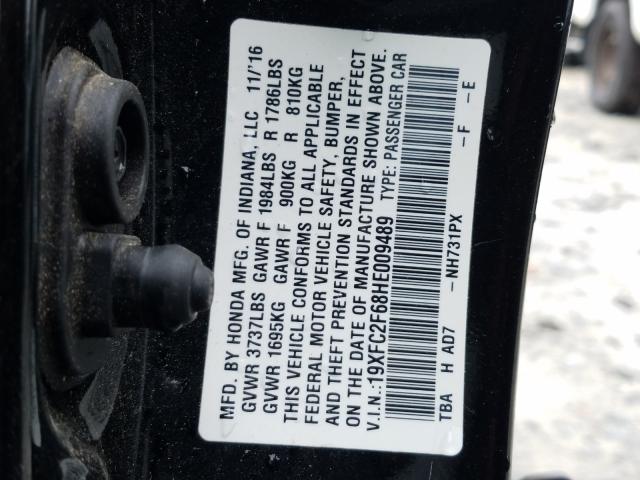 MFD. BY HONDA MFG. OF INDIANA, LLC 11/'16
GVWR 3737LBS GAWR F 1984LBS R 1786LBS
GVWR 1695KG GAWR F 900KG R 810KG
THIS VEHICLE CONFORMS TO ALL APPLICABLE
FEDERAL MOTOR VEHICLE SAFETY, BUMPER,
AND THEFT PREVENTION STANDARDS IN EFFECT
ON THE DATE OF MANUFACTURE SHOWN ABOVE.
V.I.N.:19XFC2F68HE009489 TYPE: PASSENGER CAR
TBA H AD7 -NH731PX -F -E